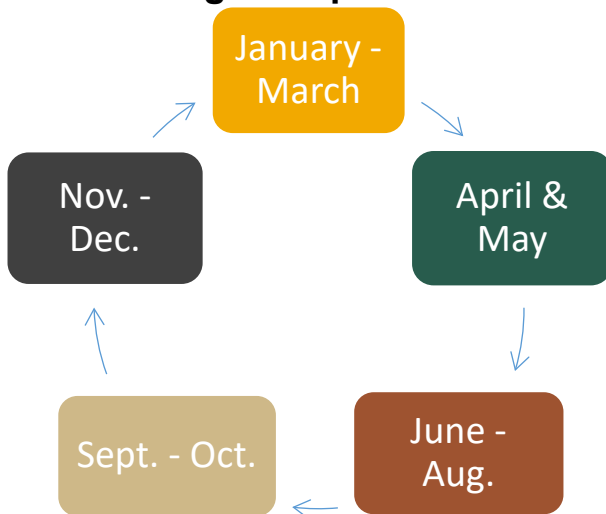 January -
March
April &
May
June -
Aug.
Sept. - Oct.
Nov. -
Dec.